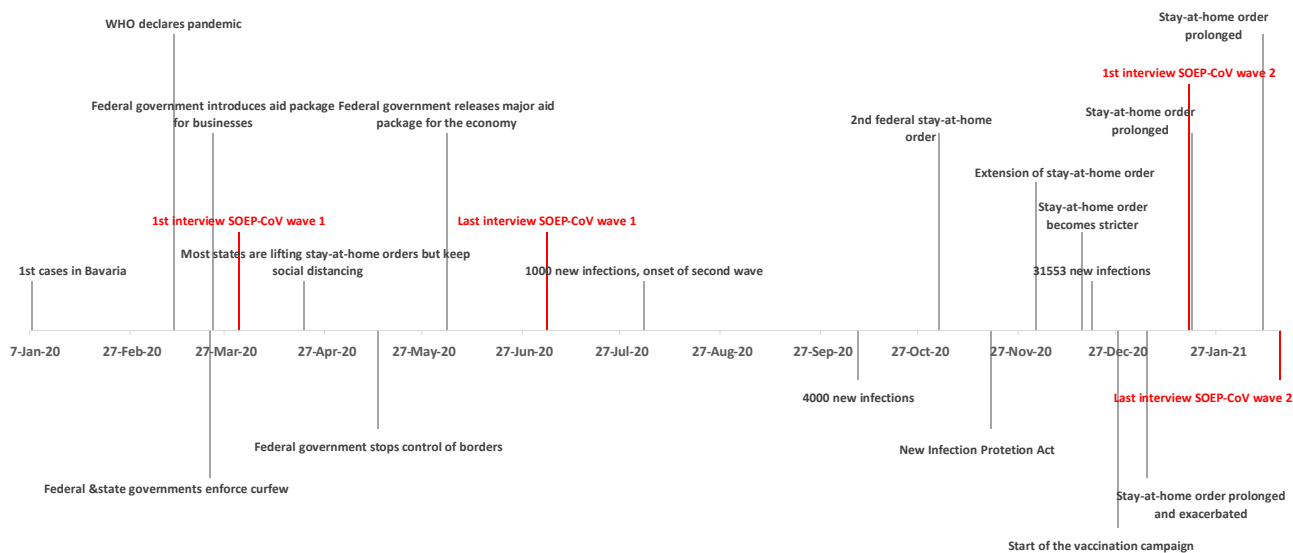 WHO declares pandemic
Stay-at-home order
prolonged
1st interview SOEP-CoV wave 2
Federal government introduces aid package
for businesses
Federal government releases major aid
package for the economy
2nd federal stay-at-home
order
Stay-at-home order
prolonged
Extension of stay-at-home order
1st interview SOEP-CoV wave 1
Last interview SOEP-CoV wave 1
Stay-at-home order
becomes stricter
Most states are lifting stay-at-home orders but keep
social distancing
1st cases in Bavaria
1000 new infections, onset of second wave
31553 new infections
7-Jan-20
27-Feb-20
27-Mar-20
27-Apr-20
27-May-20
27-Jun-20
27-Jul-20
27-Aug-20
27-Sep-20
27-Oct-20
27-Nov-20
27-Dec-20
27-Jan-21
4000 new infections
Last interview SOEP-CoV wave 2
Federal government stops control of borders
New Infection Protetion Act
Federal &state governments enforce curfew
Stay-at-home order prolonged
and exacerbated
Start of the vaccination campaign